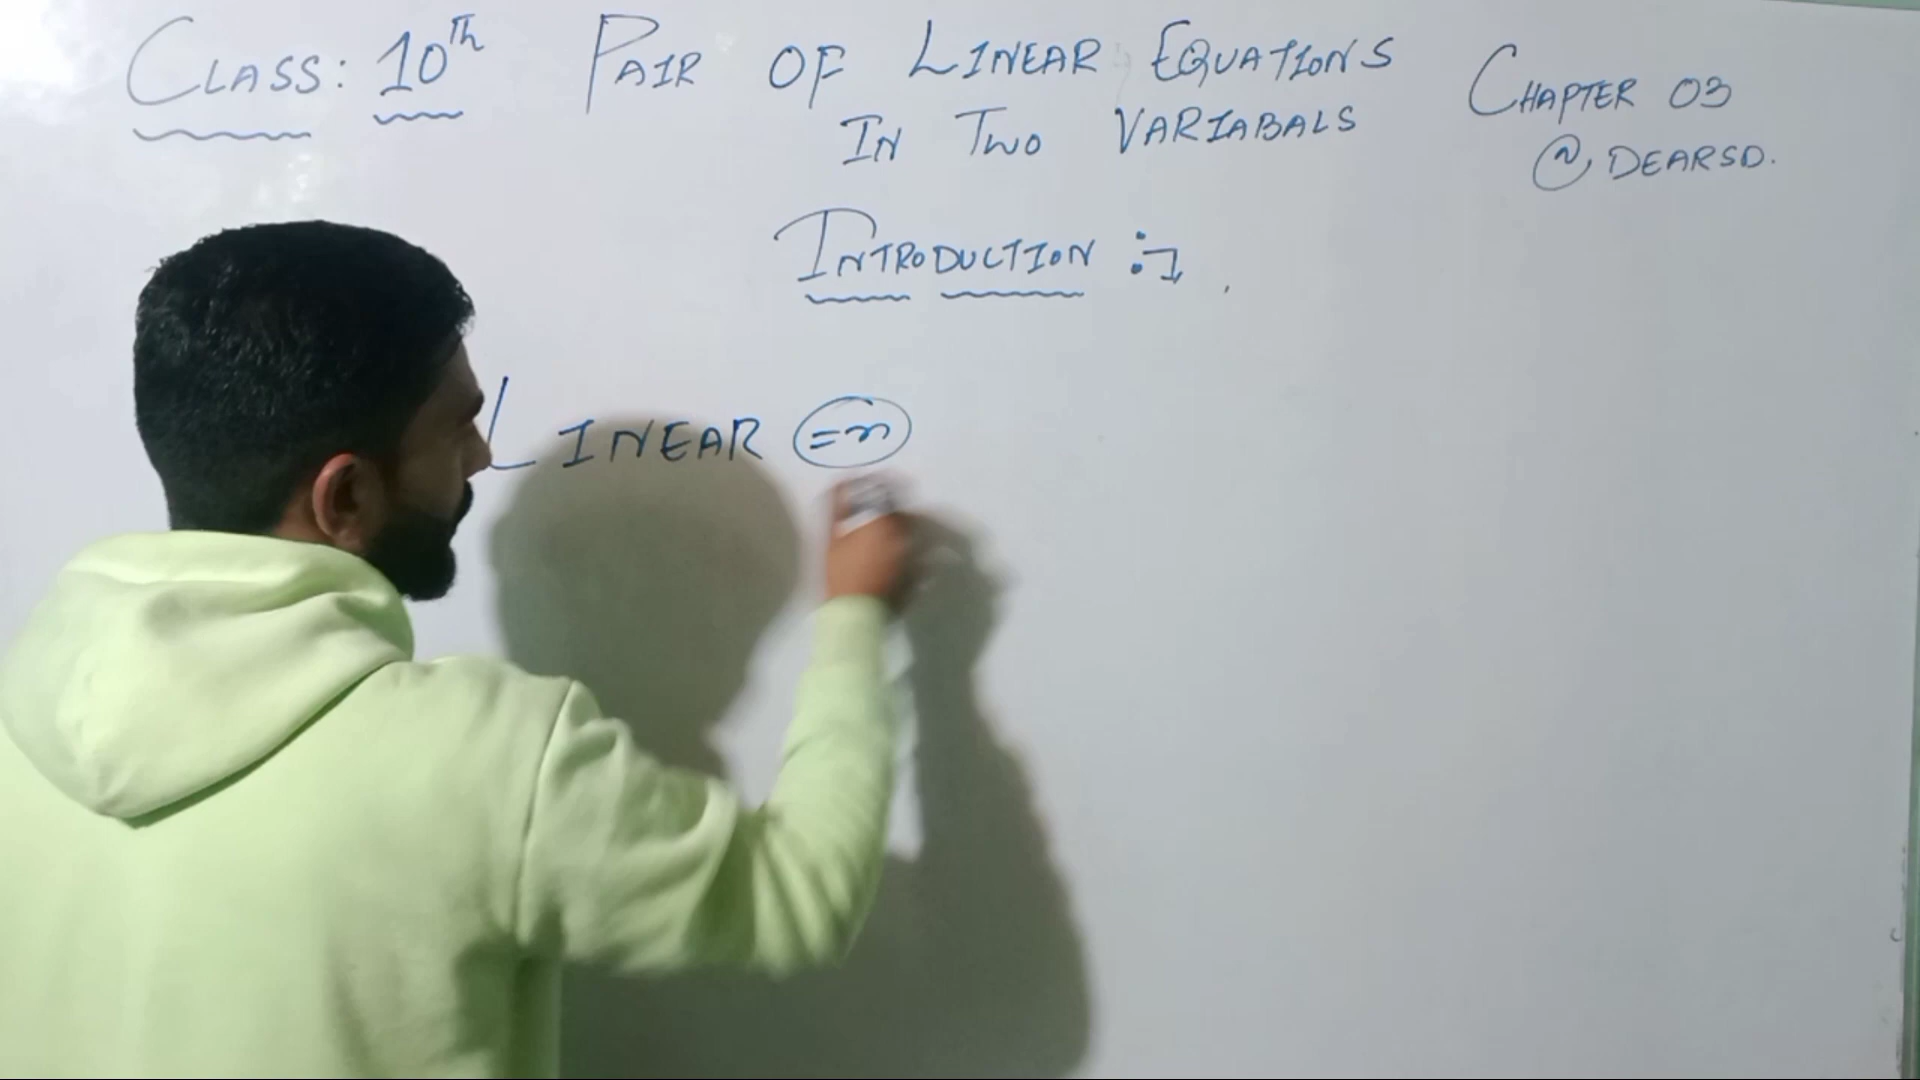 CLASS: 10th PAIR OF LINEAR EQUATIONS
IN TWO VARIABALS
CHAPTER 03
@ DEARSD.
INTRODUCTION :-
LINEAR =n